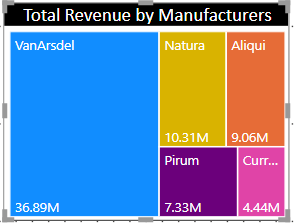 Total Revenue by Manufacturers
VanArsdel
36.89M
Natura
10.31M
Aliqui
9.06M
Pirum
7.33M
Curr...
4.44M